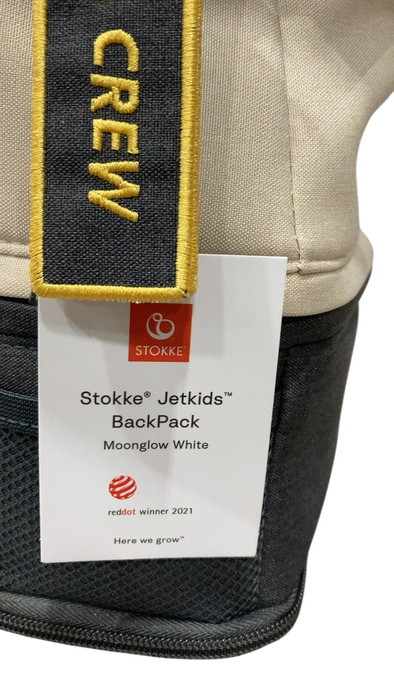 CREW
STOKKE
Stokke® Jetkids™
BackPack
Moonglow White
reddot winner 2021
Here we grow™